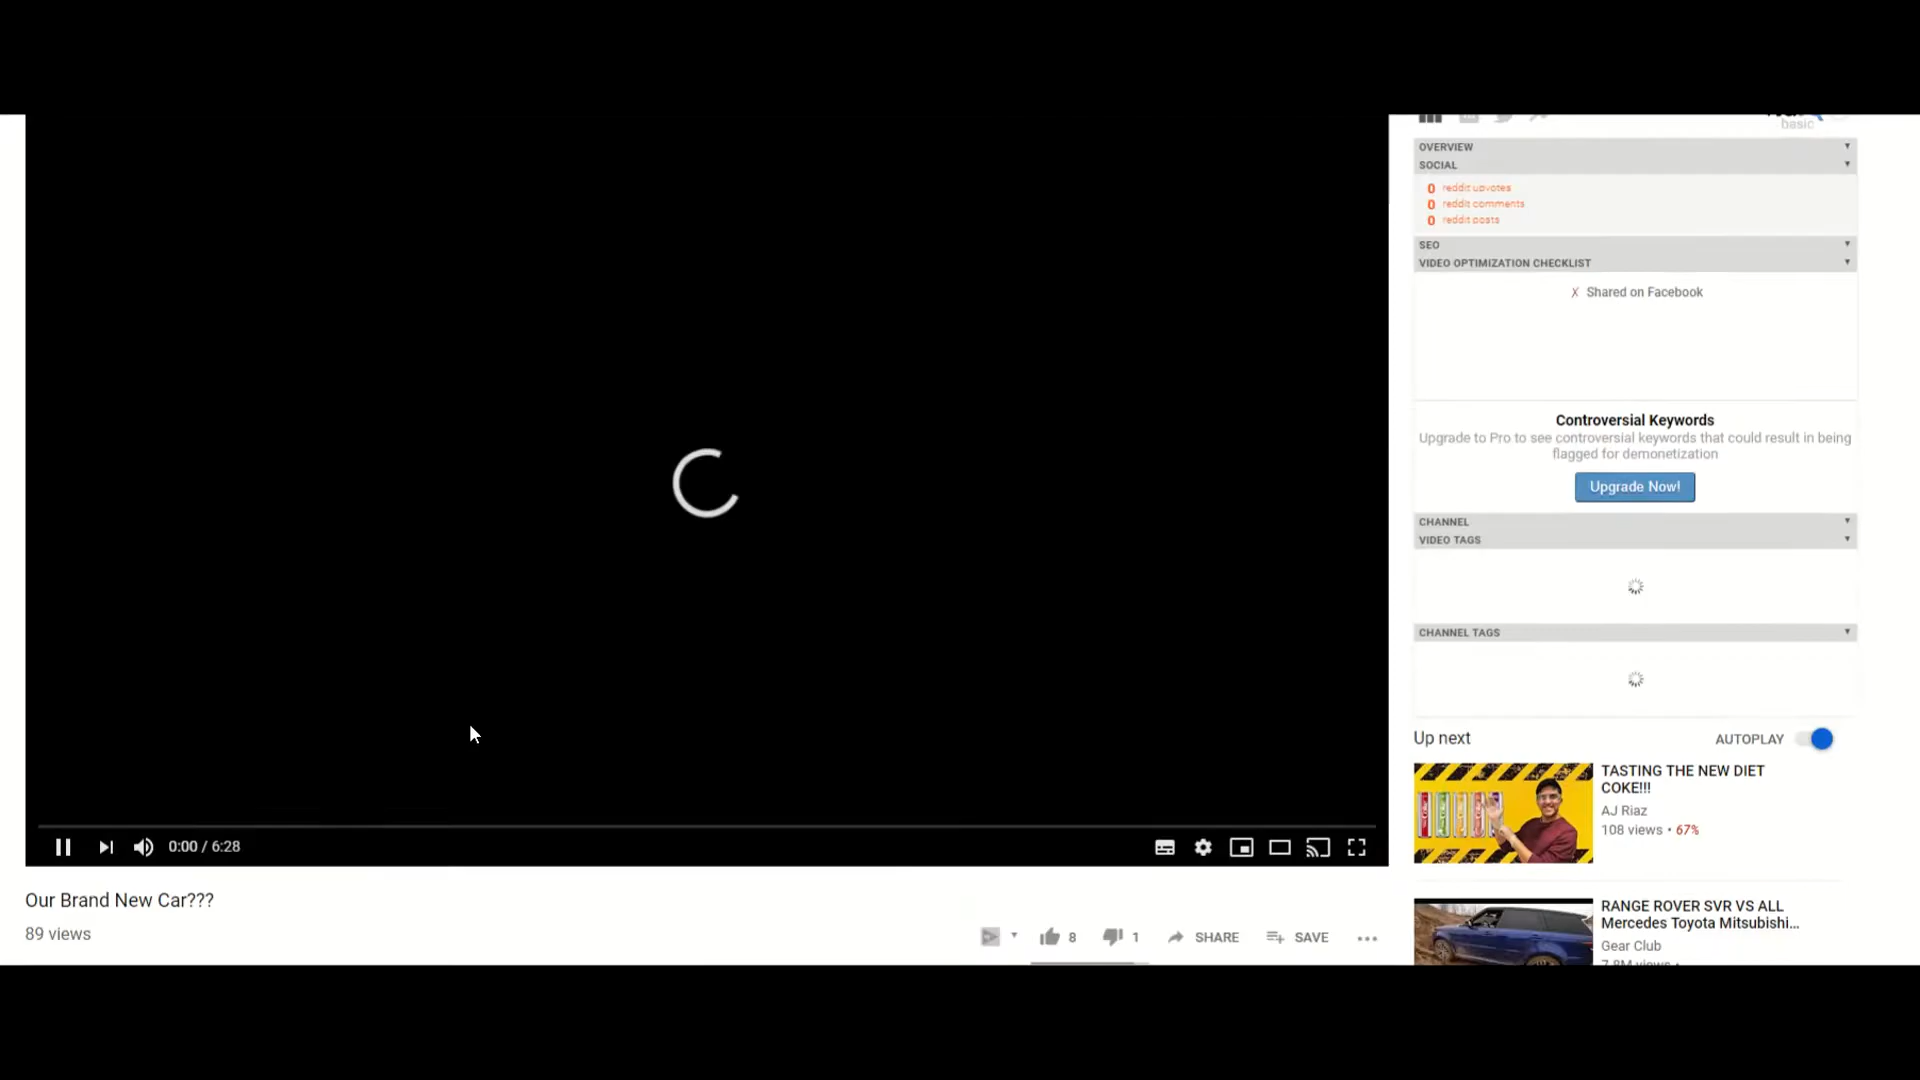 basic
OVERVIEW
SOCIAL
0 reddit upvotes
0 reddit comments
0 reddit posts
SEO
VIDEO OPTIMIZATION CHECKLIST
X Shared on Facebook
Controversial Keywords
Upgrade to Pro to see controversial keywords that could result in being
flagged for demonetization
Upgrade Now!
CHANNEL
VIDEO TAGS
CHANNEL TAGS
Up next
AUTOPLAY
TASTING THE NEW DIET
COKE!!!
AJ Riaz
108 views • 67%
RANGE ROVER SVR VS ALL
Mercedes Toyota Mitsubishi...
Gear Club
7.8M views •
0:00 / 6:28
Our Brand New Car???
89 views
8
1
SHARE
SAVE